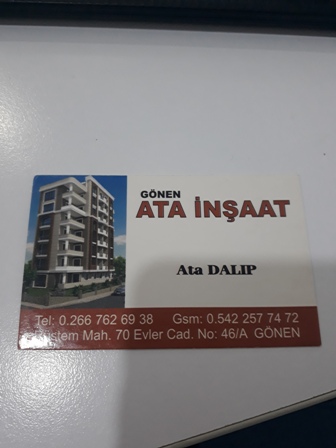 GÖNEN
ATA İNŞAAT
Ata DALIP
Tel: 0.266 762 69 38 Gsm: 0.542 257 74 72
Mah. 70 Evler Cad. No: 46/A GÖNEN